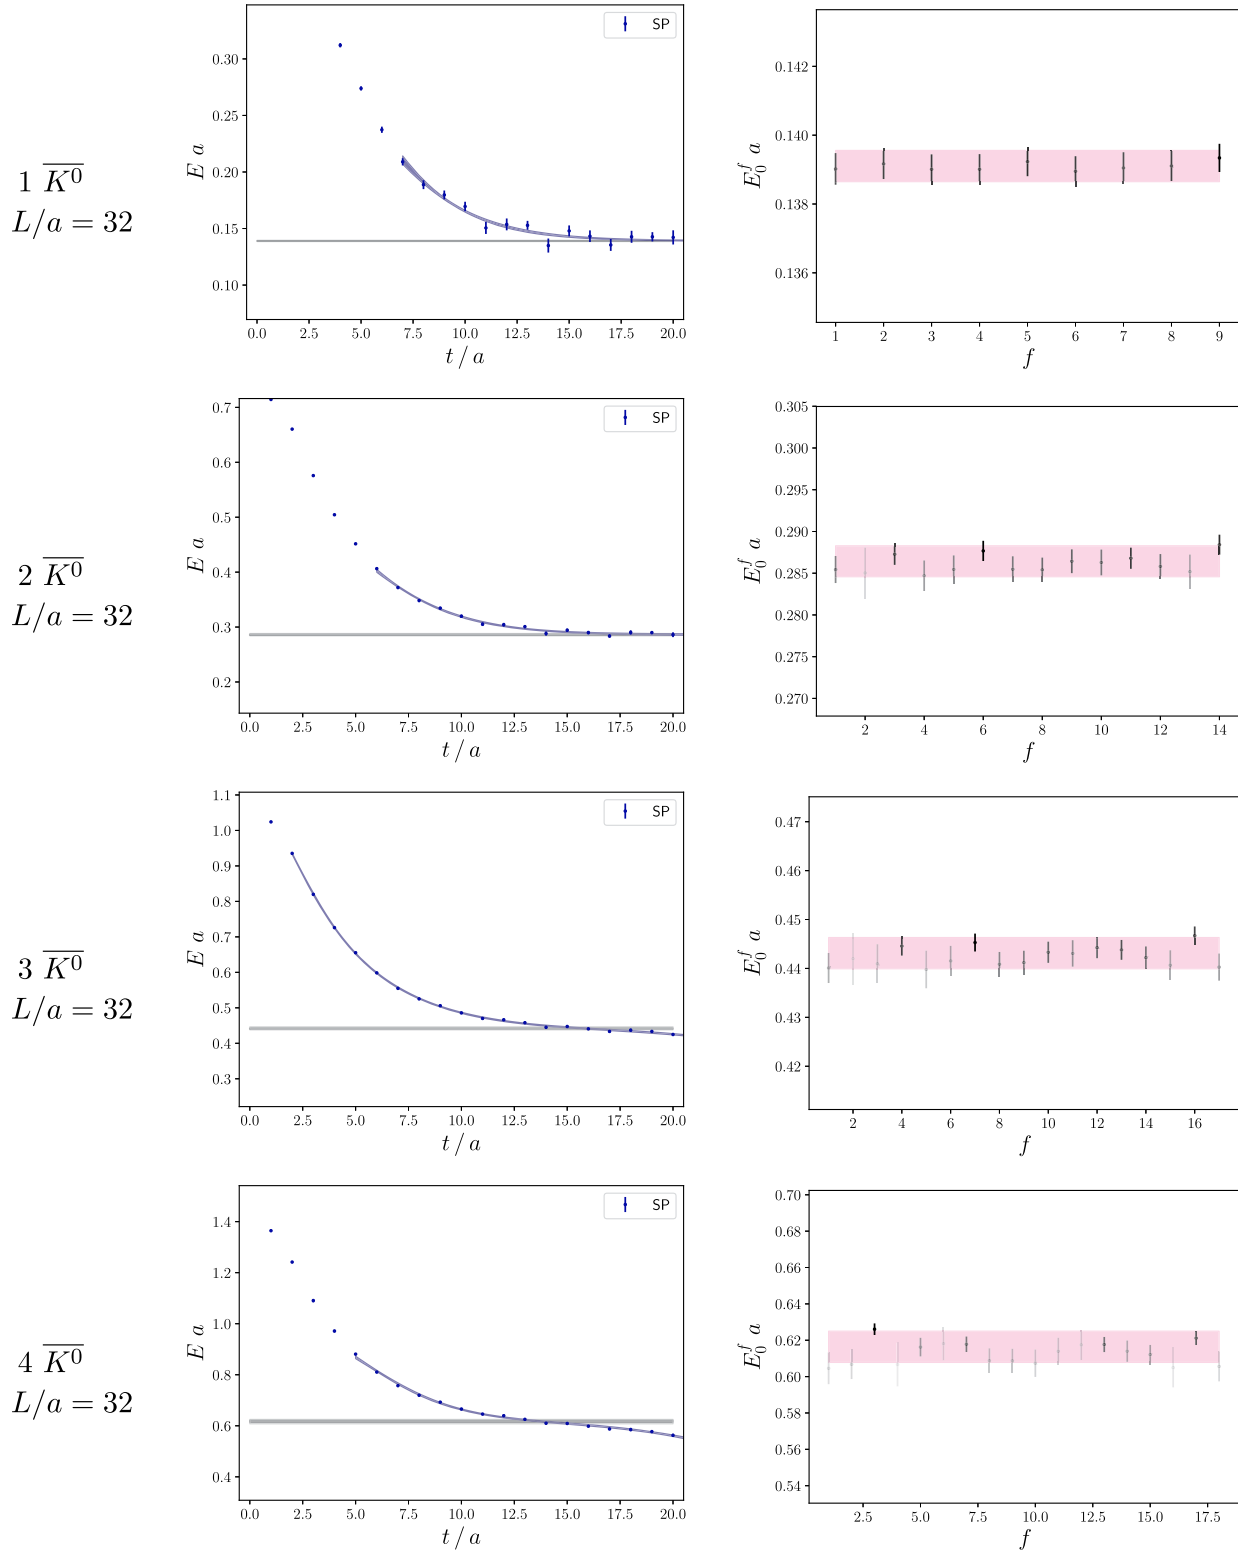 1 $\overline{K^0}$
L/a = 32
E a
0.30
0.25
0.20
0.15
0.10
SP
0.0 2.5 5.0 7.5 10.0 12.5 15.0 17.5 20.0
t / a
E_0^f a
0.142
0.140
0.138
0.136
1 2 3 4 5 6 7 8 9
f
2 $\overline{K^0}$
L/a = 32
E a
0.7
0.6
0.5
0.4
0.3
0.2
SP
0.0 2.5 5.0 7.5 10.0 12.5 15.0 17.5 20.0
t / a
E_0^f a
0.305
0.300
0.295
0.290
0.285
0.280
0.275
0.270
2 4 6 8 10 12 14
f
3 $\overline{K^0}$
L/a = 32
E a
1.1
1.0
0.9
0.8
0.7
0.6
0.5
0.4
0.3
SP
0.0 2.5 5.0 7.5 10.0 12.5 15.0 17.5 20.0
t / a
E_0^f a
0.47
0.46
0.45
0.44
0.43
0.42
2 4 6 8 10 12 14 16
f
4 $\overline{K^0}$
L/a = 32
E a
1.4
1.2
1.0
0.8
0.6
0.4
SP
0.0 2.5 5.0 7.5 10.0 12.5 15.0 17.5 20.0
t / a
E_0^f a
0.70
0.68
0.66
0.64
0.62
0.60
0.58
0.56
0.54
2.5 5.0 7.5 10.0 12.5 15.0 17.5
f